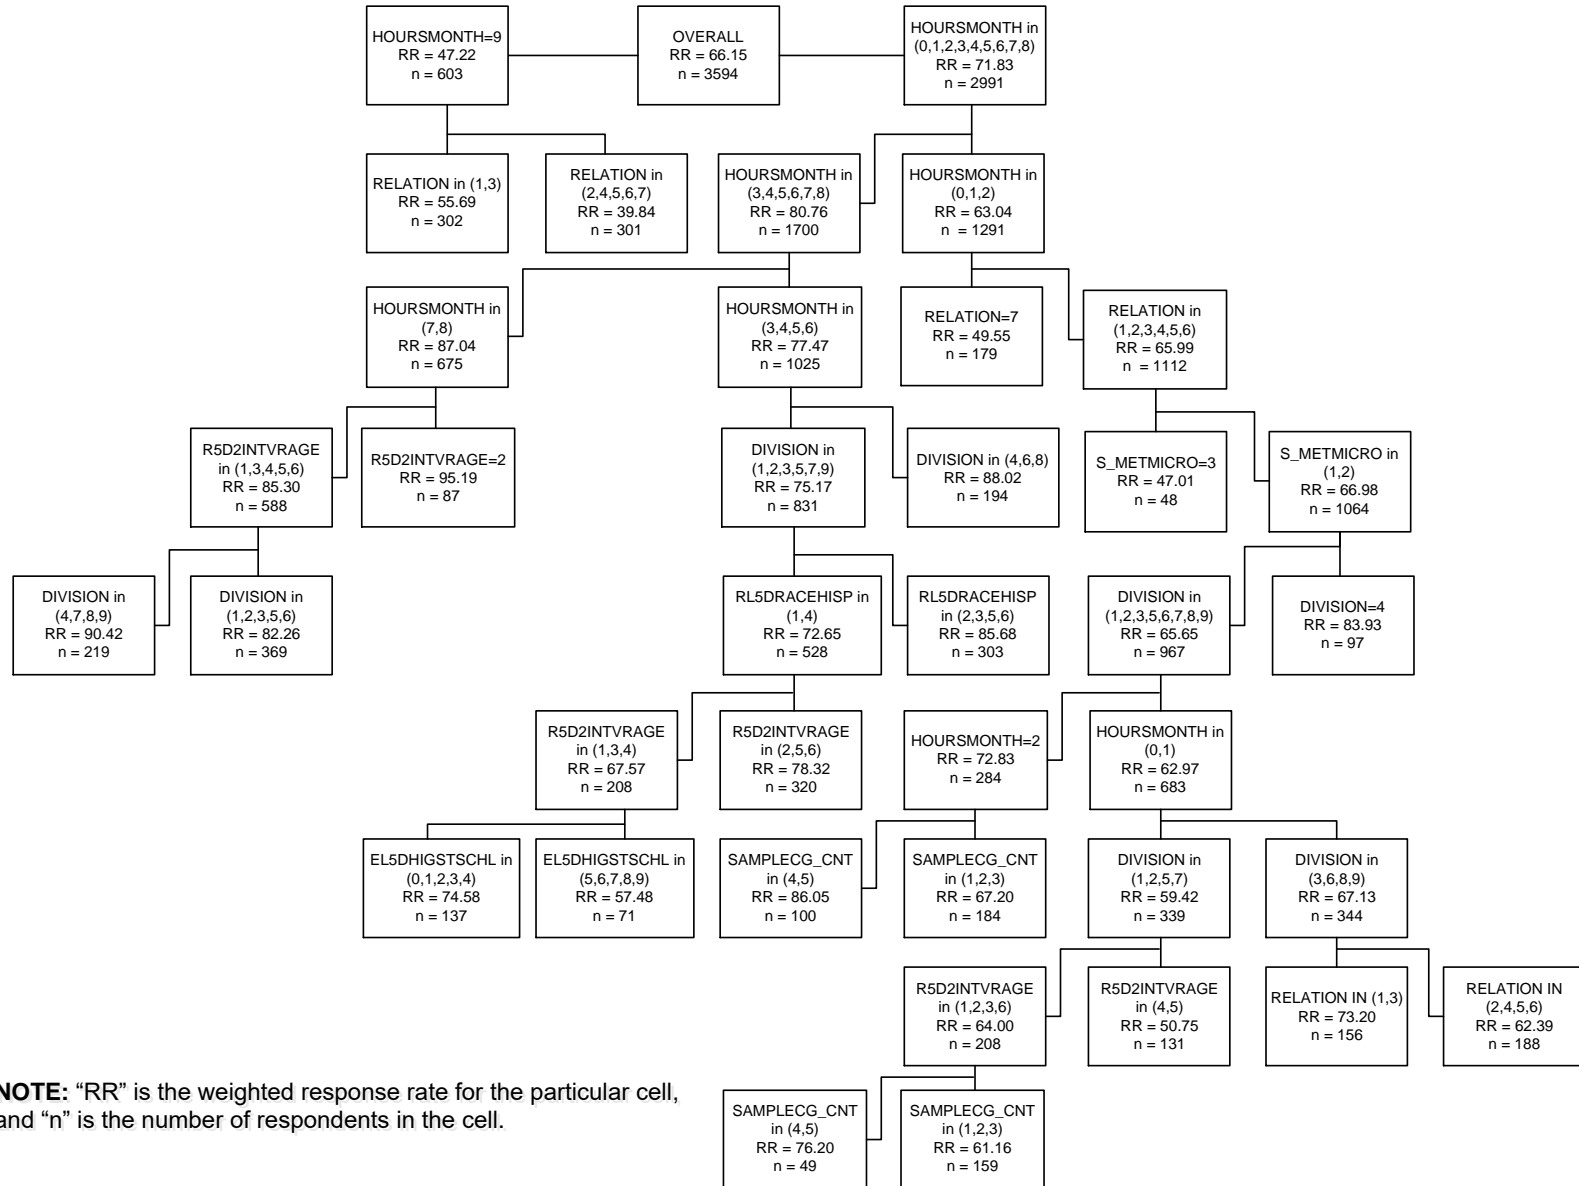 HOURSMONTH=9
RR = 47.22
n = 603
OVERALL
RR = 66.15
n = 3594
HOURSMONTH in
(0,1,2,3,4,5,6,7,8)
RR = 71.83
n = 2991
RELATION in (1,3)
RR = 55.69
n = 302
RELATION in
(2,4,5,6,7)
RR = 39.84
n = 301
HOURSMONTH in
(3,4,5,6,7,8)
RR = 80.76
n = 1700
HOURSMONTH in
(0,1,2)
RR = 63.04
n = 1291
HOURSMONTH in
(7,8)
RR = 87.04
n = 675
HOURSMONTH in
(3,4,5,6)
RR = 77.47
n = 1025
RELATION=7
RR = 49.55
n = 179
RELATION in
(1,2,3,4,5,6)
RR = 65.99
n = 1112
R5D2INTVRAGE
in (1,3,4,5,6)
RR = 85.30
n = 588
R5D2INTVRAGE=2
RR = 95.19
n = 87
DIVISION in
(1,2,3,5,7,9)
RR = 75.17
n = 831
DIVISION in (4,6,8)
RR = 88.02
n = 194
S_METMICRO=3
RR = 47.01
n = 48
S_METMICRO in
(1,2)
RR = 66.98
n = 1064
DIVISION in
(4,7,8,9)
RR = 90.42
n = 219
DIVISION in
(1,2,3,5,6)
RR = 82.26
n = 369
RL5DRACEHISP in
(1,4)
RR = 72.65
n = 528
RL5DRACEHISP
in (2,3,5,6)
RR = 85.68
n = 303
DIVISION in
(1,2,3,5,6,7,8,9)
RR = 65.65
n = 967
DIVISION=4
RR = 83.93
n = 97
R5D2INTVRAGE
in (1,3,4)
RR = 67.57
n = 208
R5D2INTVRAGE
in (2,5,6)
RR = 78.32
n = 320
HOURSMONTH=2
RR = 72.83
n = 284
HOURSMONTH in
(0,1)
RR = 62.97
n = 683
EL5DHIGSTSCHL in
(0,1,2,3,4)
RR = 74.58
n = 137
EL5DHIGSTSCHL in
(5,6,7,8,9)
RR = 57.48
n = 71
SAMPLECG_CNT
in (4,5)
RR = 86.05
n = 100
SAMPLECG_CNT
in (1,2,3)
RR = 67.20
n = 184
DIVISION in
(1,2,5,7)
RR = 59.42
n = 339
DIVISION in
(3,6,8,9)
RR = 67.13
n = 344
R5D2INTVRAGE
in (1,2,3,6)
RR = 64.00
n = 208
R5D2INTVRAGE
in (4,5)
RR = 50.75
n = 131
RELATION IN (1,3)
RR = 73.20
n = 156
RELATION IN
(2,4,5,6)
RR = 62.39
n = 188
NOTE: “RR” is the weighted response rate for the particular cell,
and “n” is the number of respondents in the cell.
SAMPLECG_CNT
in (4,5)
RR = 76.20
n = 49
SAMPLECG_CNT
in (1,2,3)
RR = 61.16
n = 159